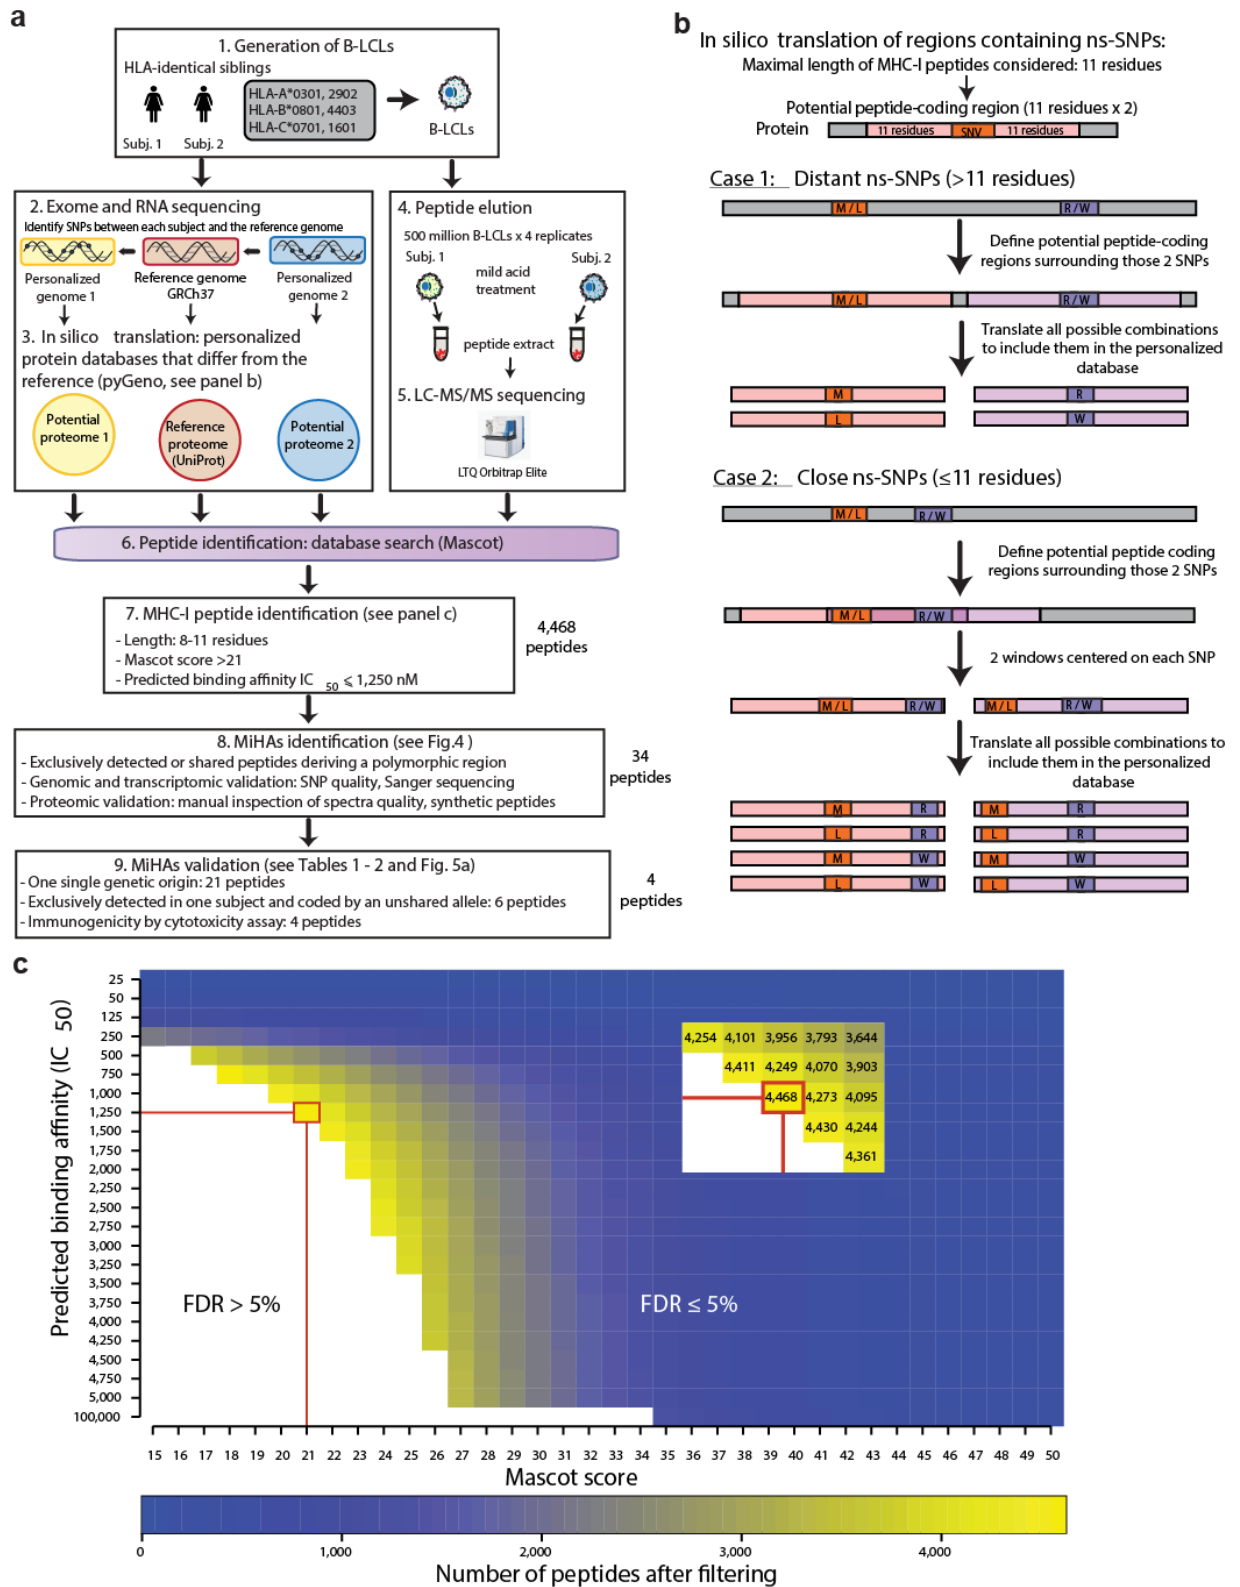 a
1. Generation of B-LCLs
HLA-identical siblings
HLA-A*0301, 2902
HLA-B*0801, 4403
HLA-C*0701, 1601
Subj. 1
Subj. 2
B-LCLs
2. Exome and RNA sequencing
Identify SNPs between each subject and the reference genome
Personalized
genome 1
Reference genome
GRCh37
Personalized
genome 2
3. In silico translation: personalized
protein databases that differ from the
reference (pyGeno, see panel b)
Potential
proteome 1
Reference
proteome
(UniProt)
Potential
proteome 2
4. Peptide elution
500 million B-LCLs x 4 replicates
Subj. 1
Subj. 2
mild acid
treatment
peptide extract
5. LC-MS/MS sequencing
LTQ Orbitrap Elite
6. Peptide identification: database search (Mascot)
7. MHC-I peptide identification (see panel c)
- Length: 8-11 residues
- Mascot score >21
- Predicted binding affinity IC 50 ⩽ 1,250 nM
4,468
peptides
8. MiHAs identification (see Fig.4 )
- Exclusively detected or shared peptides deriving a polymorphic region
- Genomic and transcriptomic validation: SNP quality, Sanger sequencing
- Proteomic validation: manual inspection of spectra quality, synthetic peptides
34
peptides
9. MiHAs validation (see Tables 1 - 2 and Fig. 5a)
- One single genetic origin: 21 peptides
- Exclusively detected in one subject and coded by an unshared allele: 6 peptides
- Immunogenicity by cytotoxicity assay: 4 peptides
4
peptides
b
In silico translation of regions containing ns-SNPs:
Maximal length of MHC-I peptides considered: 11 residues
Potential peptide-coding region (11 residues x 2)
Protein
11 residues
SNV
11 residues
Case 1: Distant ns-SNPs (>11 residues)
M / L
R / W
Define potential peptide-coding
regions surrounding those 2 SNPs
M / L
R / W
Translate all possible combinations
to include them in the personalized
database
M
R
L
W
Case 2: Close ns-SNPs (≤11 residues)
M / L
R / W
Define potential peptide coding
regions surrounding those 2 SNPs
M / L
R / W
2 windows centered on each SNP
M / L
R / W
M / L
R / W
Translate all possible combinations to
include them in the personalized
database
M R M R
L R L R
M W M W
L W L W
c
Predicted binding affinity (IC 50)
25
50
125
250
500
750
1,000
1,250
1,500
1,750
2,000
2,250
2,500
2,750
3,000
3,250
3,500
3,750
4,000
4,250
4,500
4,750
5,000
100,000
4,254 4,101 3,956 3,793 3,644
4,411 4,249 4,070 3,903
4,468 4,273 4,095
4,430 4,244
4,361
FDR > 5%
FDR ≤ 5%
15 16 17 18 19 20 21 22 23 24 25 26 27 28 29 30 31 32 33 34 35 36 37 38 39 40 41 42 43 44 45 46 47 48 49 50
Mascot score
0 1,000 2,000 3,000 4,000
Number of peptides after filtering